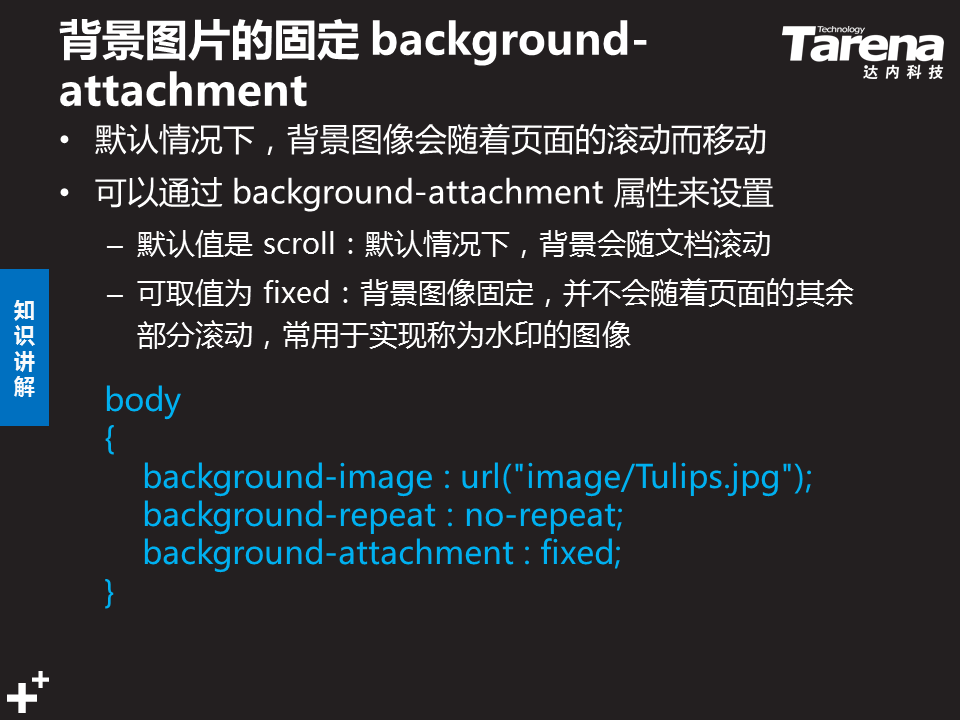 背景图片的固定 background-
attachment
Technology
Tarena
达内科技
• 默认情况下，背景图像会随着页面的滚动而移动
• 可以通过 background-attachment 属性来设置
– 默认值是 scroll：默认情况下，背景会随文档滚动
– 可取值为 fixed：背景图像固定，并不会随着页面的其余
部分滚动，常用于实现称为水印的图像
知
识
讲
解
body
{
background-image : url("image/Tulips.jpg");
background-repeat : no-repeat;
background-attachment : fixed;
}